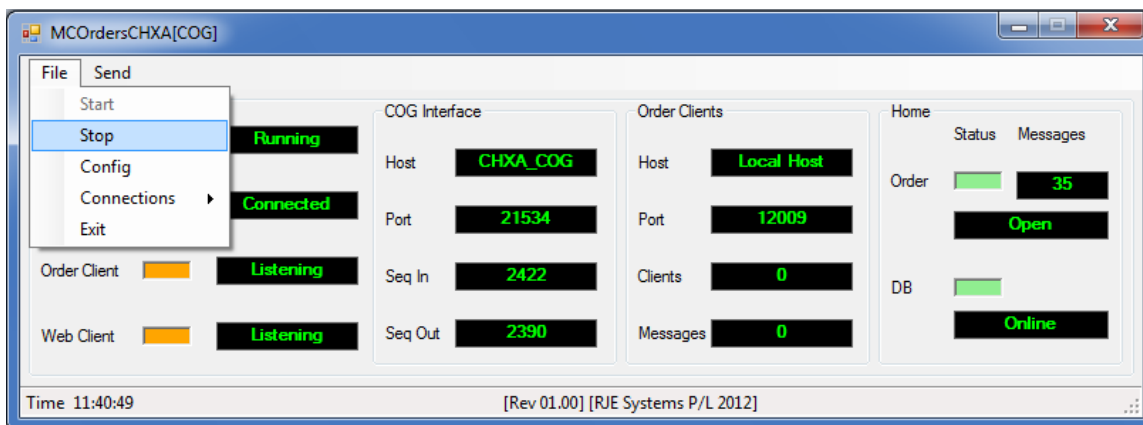 MCOrdersCHXA[COG]
File Send
Start
Stop
Config
Connections
Exit
Running
Connected
Order Client Listening
Web Client Listening
COG Interface
Host CHXA_COG
Port 21534
Seq In 2422
Seq Out 2390
Order Clients
Host Local Host
Port 12009
Clients 0
Messages 0
Home
Status Messages
Order 35
Open
DB
Online
Time 11:40:49 [Rev 01.00] [RJE Systems P/L 2012]